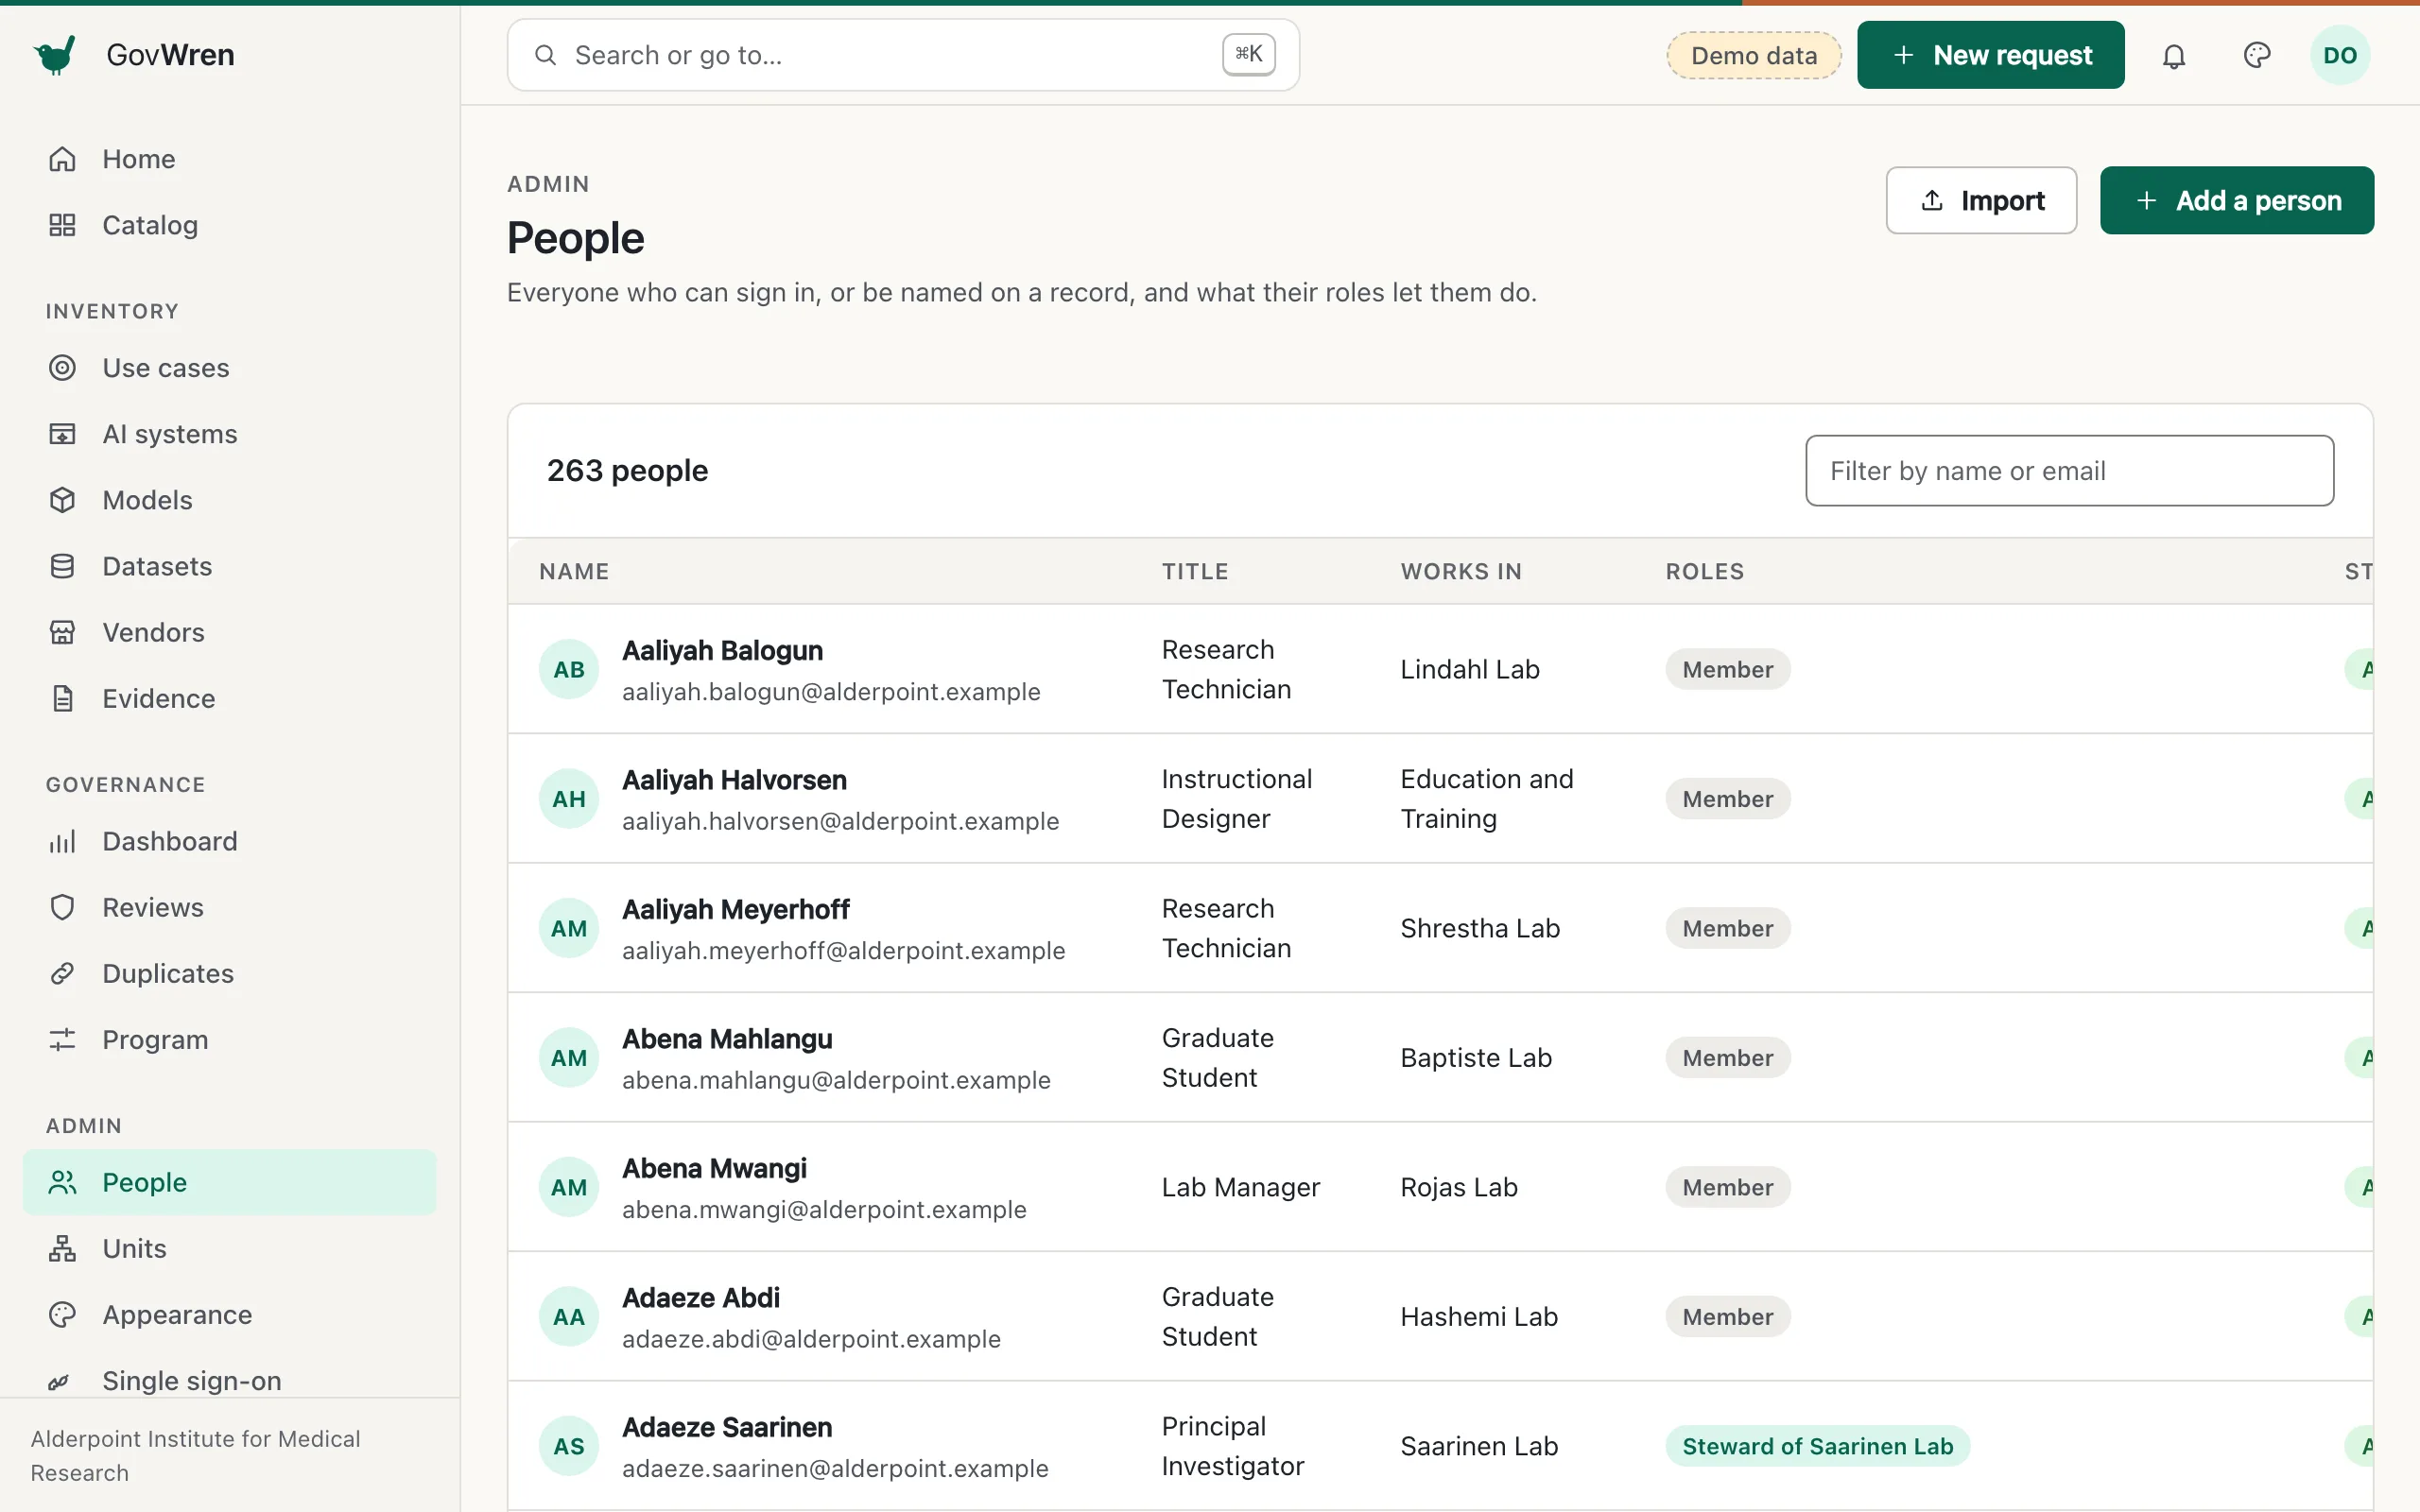 GovWren
Search or go to...
⌘K
Demo data
New request
DO
Home
Catalog
INVENTORY
Use cases
AI systems
Models
Datasets
Vendors
Evidence
GOVERNANCE
Dashboard
Reviews
Duplicates
Program
ADMIN
People
Units
Appearance
Single sign-on
Alderpoint Institute for Medical
Research
ADMIN
People
Everyone who can sign in, or be named on a record, and what their roles let them do.
Import
Add a person
263 people
Filter by name or email
NAME TITLE WORKS IN ROLES ST
AB Aaliyah Balogun
aaliyah.balogun@alderpoint.example
Research
Technician
Lindahl Lab
Member
A
AH Aaliyah Halvorsen
aaliyah.halvorsen@alderpoint.example
Instructional
Designer
Education and
Training
Member
A
AM Aaliyah Meyerhoff
aaliyah.meyerhoff@alderpoint.example
Research
Technician
Shrestha Lab
Member
A
AM Abena Mahlangu
abena.mahlangu@alderpoint.example
Graduate
Student
Baptiste Lab
Member
A
AM Abena Mwangi
abena.mwangi@alderpoint.example
Lab Manager
Rojas Lab
Member
A
AA Adaeze Abdi
adaeze.abdi@alderpoint.example
Graduate
Student
Hashemi Lab
Member
A
AS Adaeze Saarinen
adaeze.saarinen@alderpoint.example
Principal
Investigator
Saarinen Lab
Steward of Saarinen Lab
A